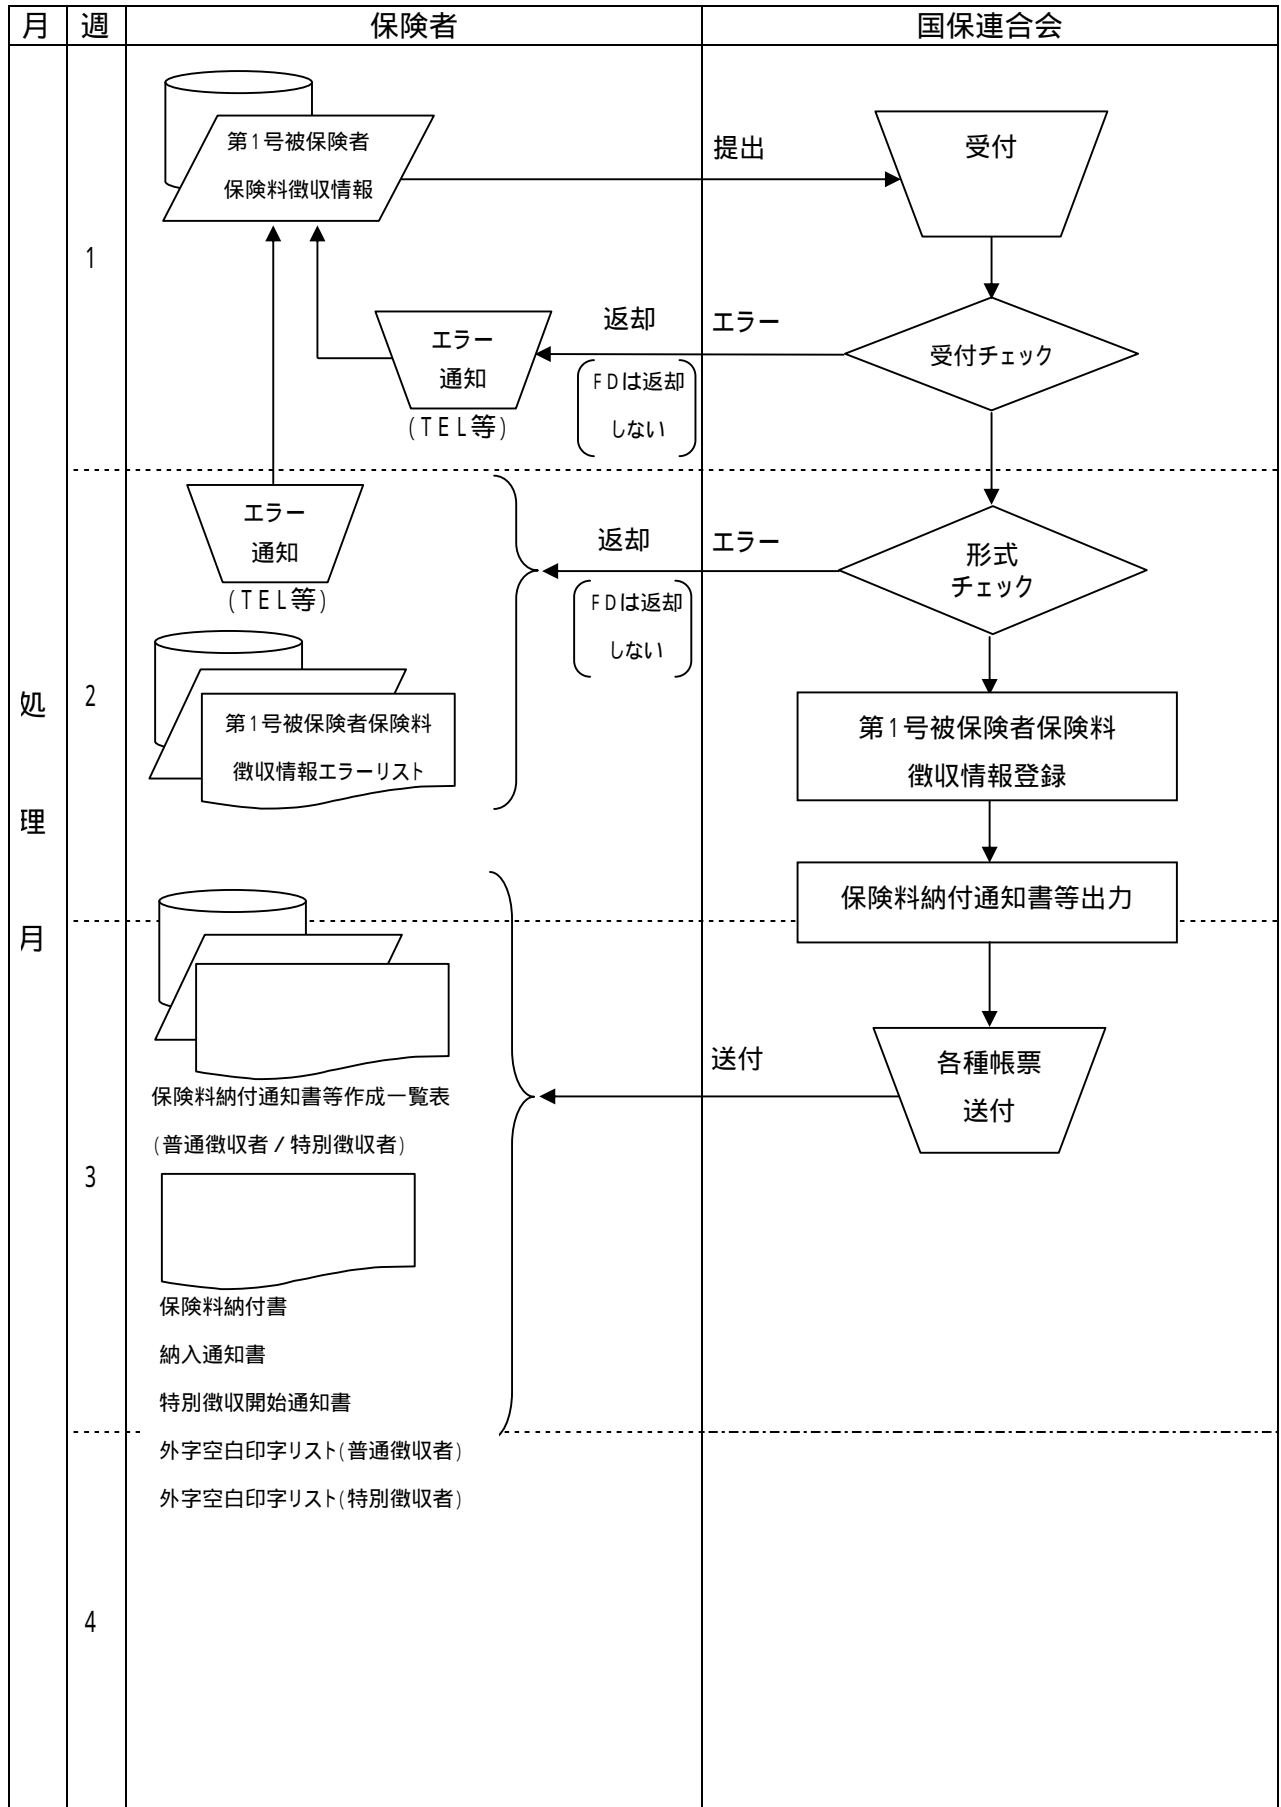 月 週 保険者 国保連合会
第1号被保険者
保険料徴収情報
提出
受付
1
エラー
通知
(TEL等)
返却
エラー
FDは返却
しない
受付チェック
エラー
通知
(TEL等)
返却
エラー
FDは返却
しない
形式
チェック
処
理
月
2
第1号被保険者保険料
徴収情報エラーリスト
第1号被保険者保険料
徴収情報登録
保険料納付通知書等出力
送付
各種帳票
送付
保険料納付通知書等作成一覧表
(普通徴収者/特別徴収者)
3
保険料納付書
納入通知書
特別徴収開始通知書
外字空白印字リスト(普通徴収者)
外字空白印字リスト(特別徴収者)
4